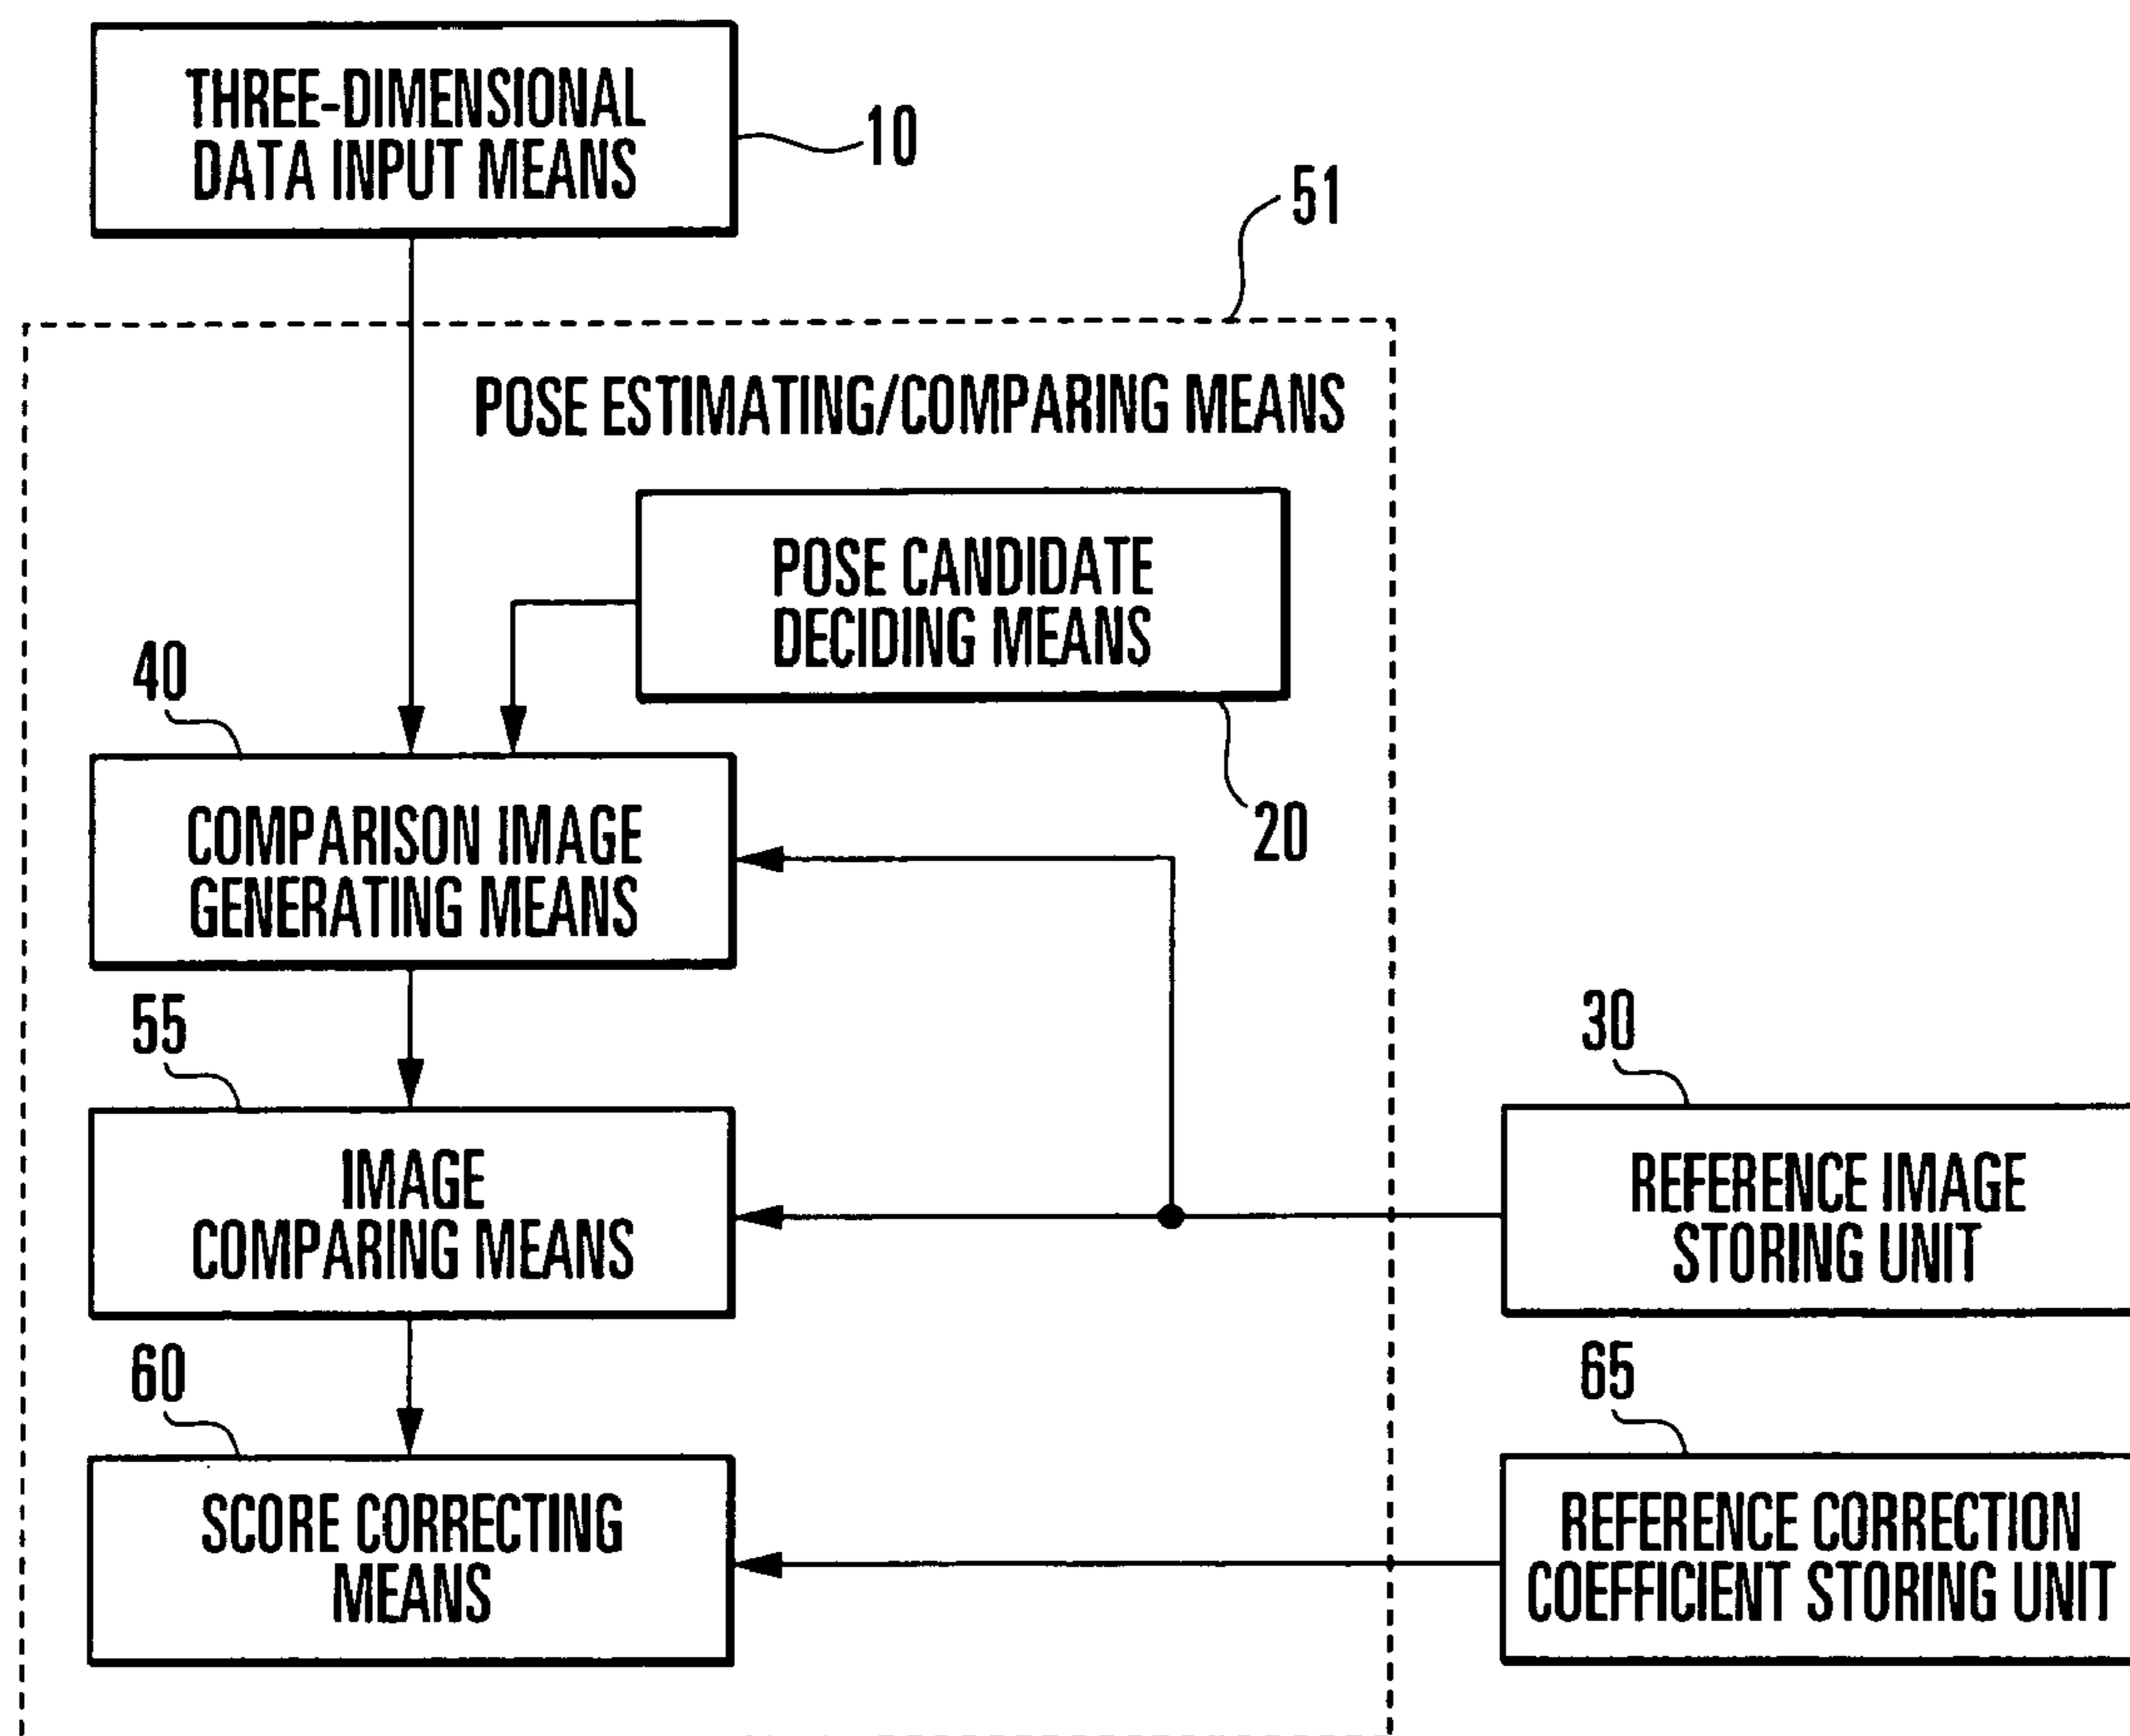 THREE-DIMENSIONAL
DATA INPUT MEANS
10
51
POSE ESTIMATING/COMPARING MEANS
POSE CANDIDATE
DECIDING MEANS
20
40
COMPARISON IMAGE
GENERATING MEANS
55
IMAGE
COMPARING MEANS
30
REFERENCE IMAGE
STORING UNIT
60
SCORE CORRECTING
MEANS
65
REFERENCE CORRECTION
COEFFICIENT STORING UNIT